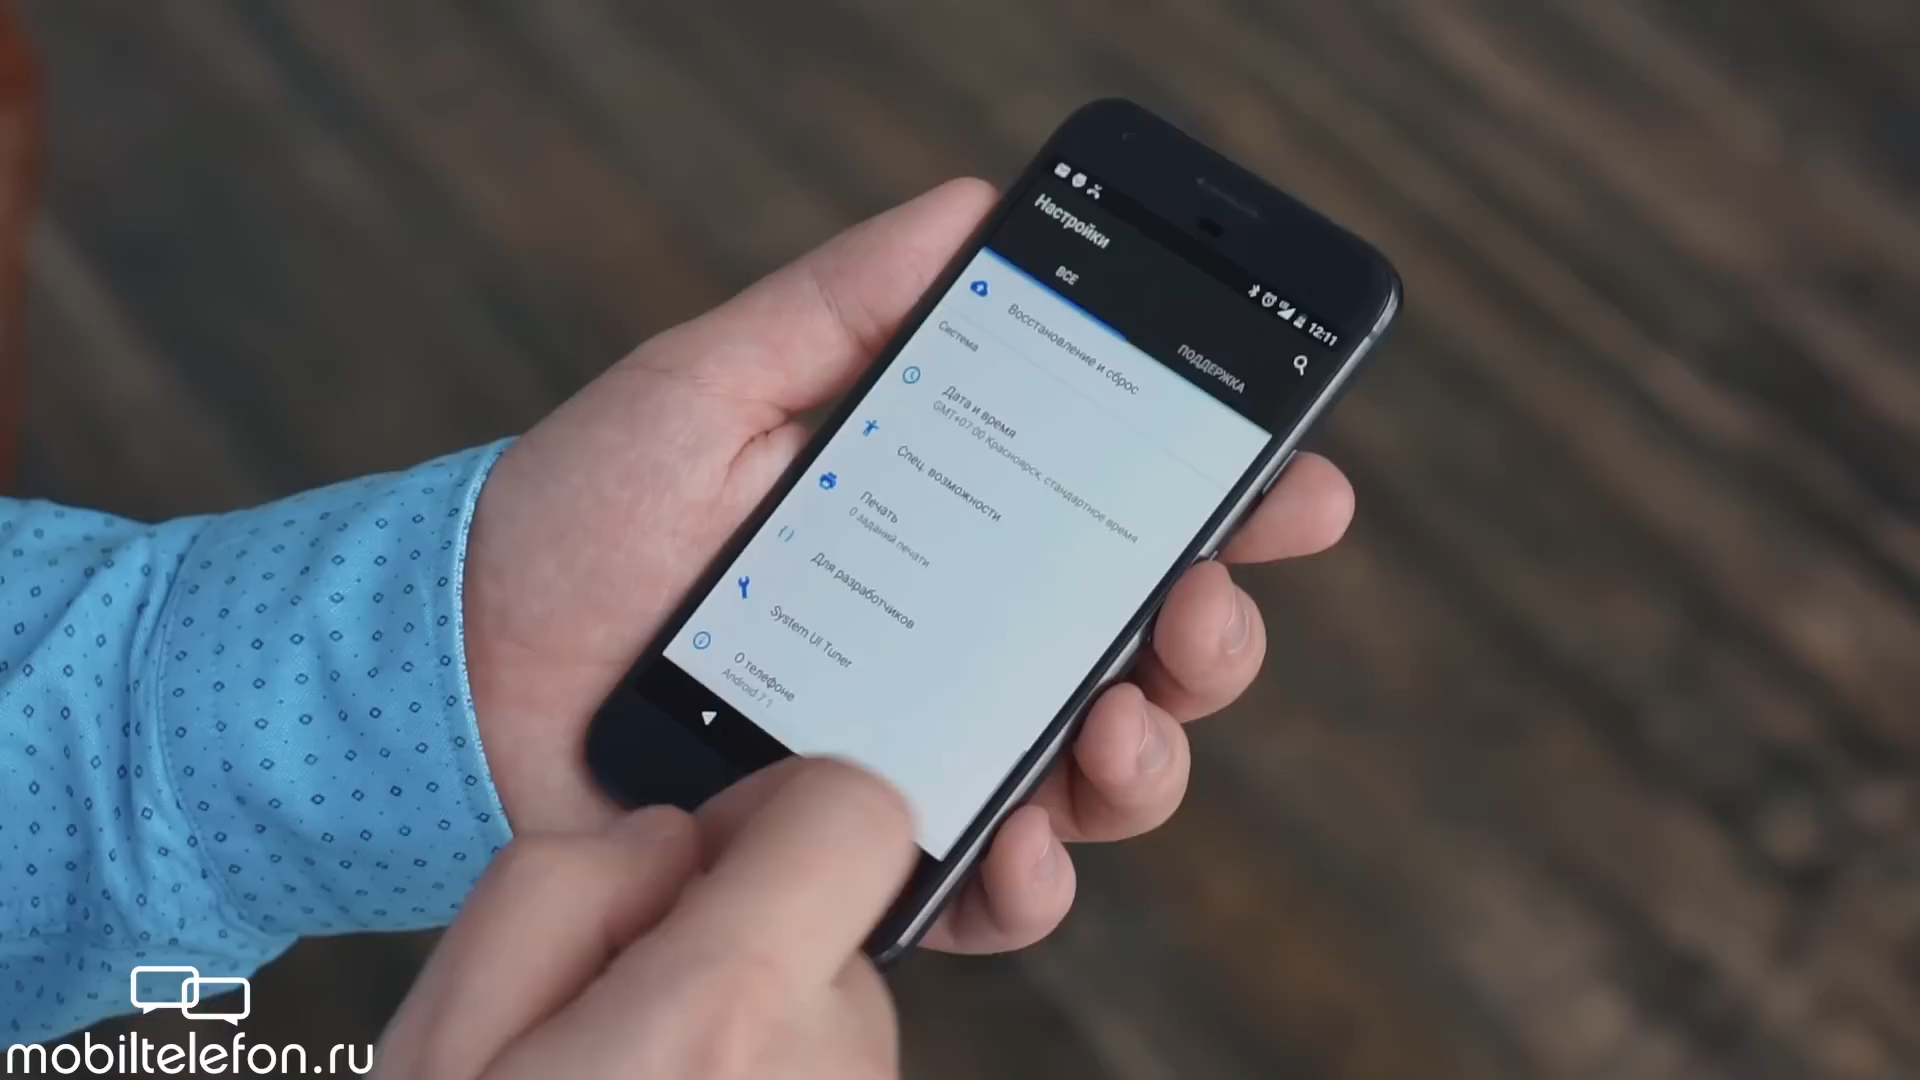 12:11
Настройки
ВСЕ
ПОДДЕРЖКА
Восстановление и сброс
Система
Дата и время
GMT+07:00 Красноярск, стандартное время
Спец. возможности
Печать
0 заданий печати
Для разработчиков
System UI Tuner
О телефоне
Android 7.1
mobiltelefon.ru